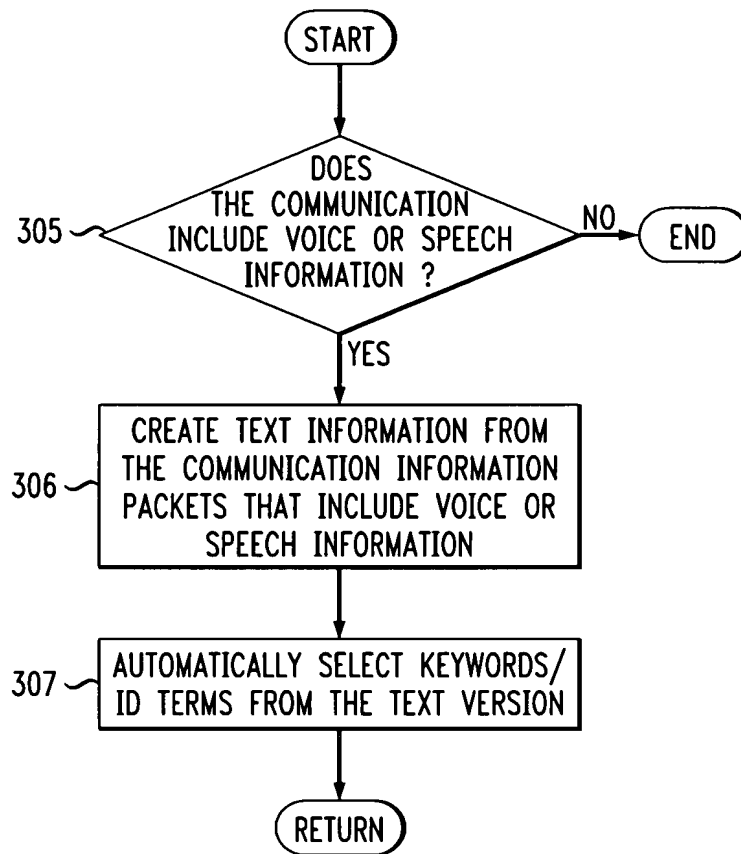 START
DOES
THE COMMUNICATION
INCLUDE VOICE OR SPEECH
INFORMATION ?
305
NO
END
YES
CREATE TEXT INFORMATION FROM
THE COMMUNICATION INFORMATION
PACKETS THAT INCLUDE VOICE OR
SPEECH INFORMATION
306
AUTOMATICALLY SELECT KEYWORDS/
ID TERMS FROM THE TEXT VERSION
307
RETURN